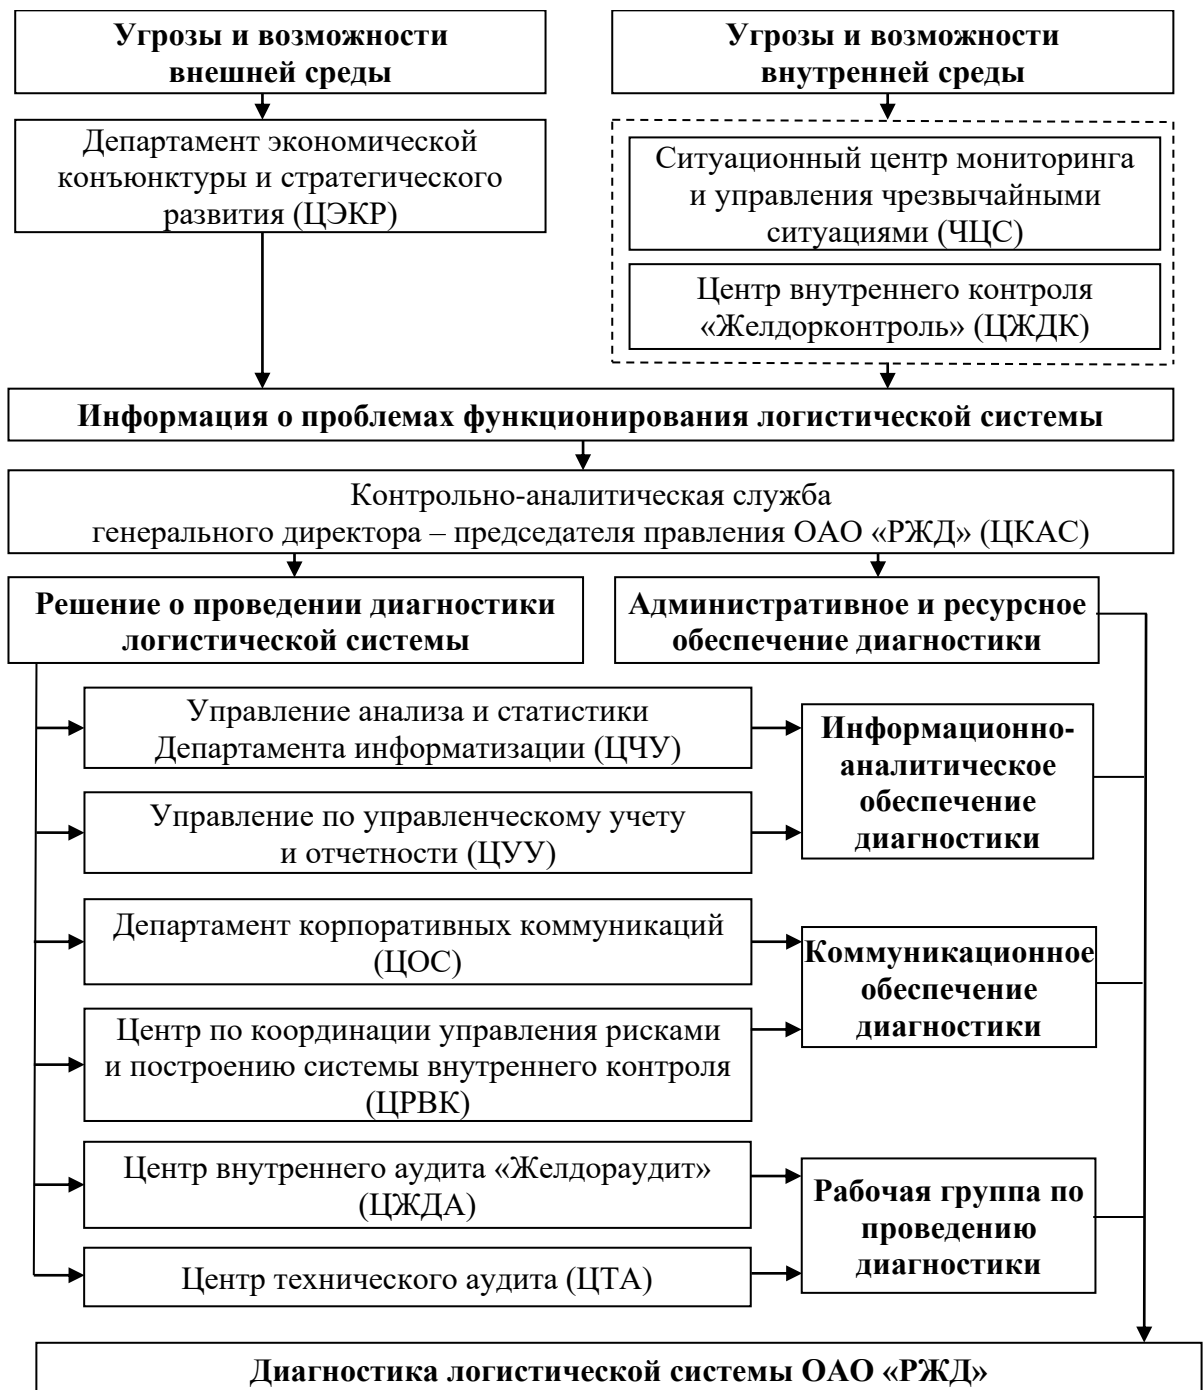 Угрозы и возможности
внешней среды
Угрозы и возможности
внутренней среды
Департамент экономической
конъюнктуры и стратегического
развития (ЦЭКР)
Ситуационный центр мониторинга
и управления чрезвычайными
ситуациями (ЧЦС)
Центр внутреннего контроля
«Желдорконтроль» (ЦЖДК)
Информация о проблемах функционирования логистической системы
Контрольно-аналитическая служба
генерального директора – председателя правления ОАО «РЖД» (ЦКАС)
Решение о проведении диагностики
логистической системы
Административное и ресурсное
обеспечение диагностики
Управление анализа и статистики
Департамента информатизации (ЦЧУ)
Управление по управленческому учету
и отчетности (ЦУУ)
Информационно-
аналитическое
обеспечение
диагностики
Департамент корпоративных коммуникаций
(ЦОС)
Центр по координации управления рисками
и построению системы внутреннего контроля
(ЦРВК)
Коммуникационное
обеспечение
диагностики
Центр внутреннего аудита «Желдораудит»
(ЦЖДА)
Центр технического аудита (ЦТА)
Рабочая группа по
проведению
диагностики
Диагностика логистической системы ОАО «РЖД»